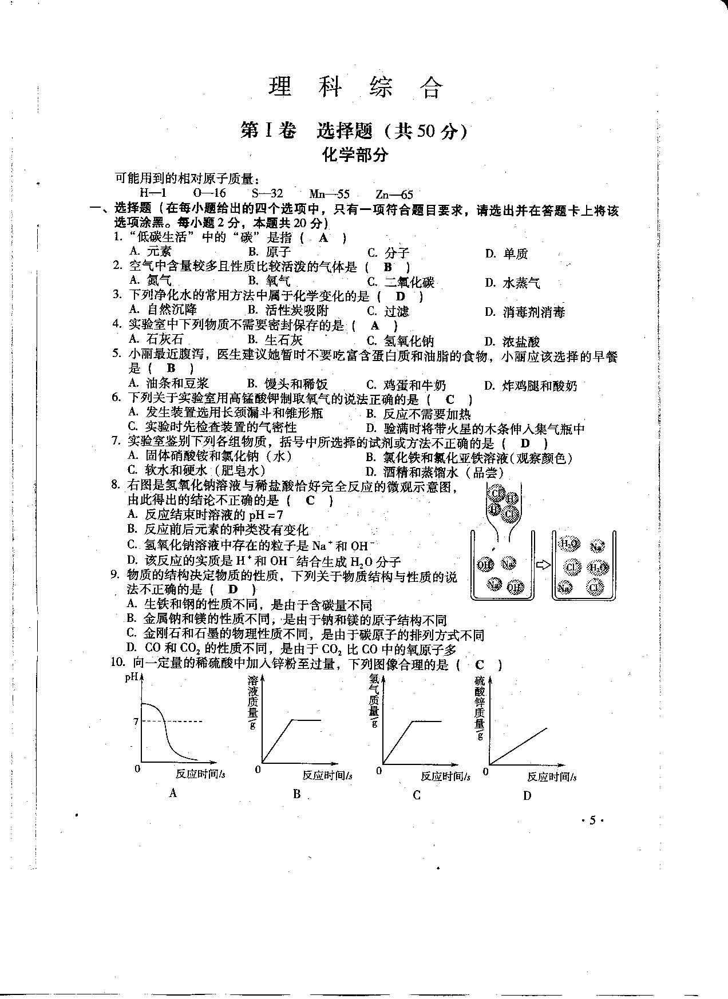 理 科 综 合
第Ⅰ卷 选择题（共50分）
化学部分
可能用到的相对原子质量：
H—1 O—16 S—32 Mn—55 Zn—65
一、选择题（在每小题给出的四个选项中，只有一项符合题目要求，请选出并在答题卡上将该
选项涂黑。每小题2分，本题共20分）
1. “低碳生活”中的“碳”是指（ A ）
A. 元素 B. 原子 C. 分子 D. 单质
2. 空气中含量较多且性质比较活泼的气体是（ B ）
A. 氮气 B. 氧气 C. 二氧化碳 D. 水蒸气
3. 下列净化水的常用方法中属于化学变化的是（ D ）
A. 自然沉降 B. 活性炭吸附 C. 过滤 D. 消毒剂消毒
4. 实验室中下列物质不需要密封保存的是（ A ）
A. 石灰石 B. 生石灰 C. 氢氧化钠 D. 浓盐酸
5. 小丽最近腹泻，医生建议她暂时不要吃富含蛋白质和油脂的食物，小丽应该选择的早餐
是（ B ）
A. 油条和豆浆 B. 馒头和稀饭 C. 鸡蛋和牛奶 D. 炸鸡腿和酸奶
6. 下列关于实验室用高锰酸钾制取氧气的说法正确的是（ C ）
A. 发生装置选用长颈漏斗和锥形瓶 B. 反应不需要加热
C. 实验时先检查装置的气密性 D. 验满时将带火星的木条伸入集气瓶中
7. 实验室鉴别下列各组物质，括号中所选择的试剂或方法不正确的是（ D ）
A. 固体硝酸铵和氯化钠（水） B. 氯化铁和氯化亚铁溶液（观察颜色）
C. 软水和硬水（肥皂水） D. 酒精和蒸馏水（品尝）
8. 右图是氢氧化钠溶液与稀盐酸恰好完全反应的微观示意图，
由此得出的结论不正确的是（ C ）
A. 反应结束时溶液的 pH=7
B. 反应前后元素的种类没有变化
C. 氢氧化钠溶液中存在的粒子是 Na⁺ 和 OH⁻
D. 该反应的实质是 H⁺ 和 OH⁻ 结合生成 H₂O 分子
Cl⁻ H⁺
H⁺ Cl⁻
OH⁻ Na⁺
Na⁺ OH⁻
H₂O Na⁺
Cl⁻ H₂O
Na⁺ Cl⁻
9. 物质的结构决定物质的性质，下列关于物质结构与性质的说
法不正确的是（ D ）
A. 生铁和钢的性质不同，是由于含碳量不同
B. 金属钠和镁的性质不同，是由于钠和镁的原子结构不同
C. 金刚石和石墨的物理性质不同，是由于碳原子的排列方式不同
D. CO 和 CO₂ 的性质不同，是由于 CO₂ 比 CO 中的氧原子多
10. 向一定量的稀硫酸中加入锌粉至过量，下列图像合理的是（ C ）
pH 溶液质量/g 氢气质量/g 硫酸锌质量/g
7
0 0 0 0
反应时间/s 反应时间/s 反应时间/s 反应时间/s
A B C D
·5·